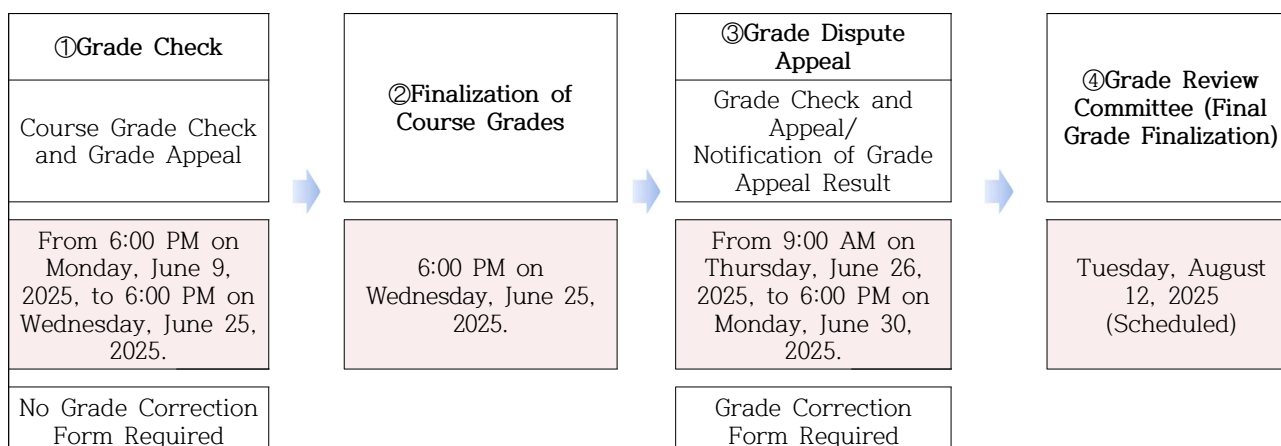 ①Grade Check
Course Grade Check
and Grade Appeal
From 6:00 PM on
Monday, June 9,
2025, to 6:00 PM on
Wednesday, June 25,
2025.
No Grade Correction
Form Required
②Finalization of
Course Grades
6:00 PM on
Wednesday, June 25,
2025.
③Grade Dispute
Appeal
Grade Check and
Appeal/
Notification of Grade
Appeal Result
From 9:00 AM on
Thursday, June 26,
2025, to 6:00 PM on
Monday, June 30,
2025.
Grade Correction
Form Required
④Grade Review
Committee (Final
Grade Finalization)
Tuesday, August
12, 2025
(Scheduled)